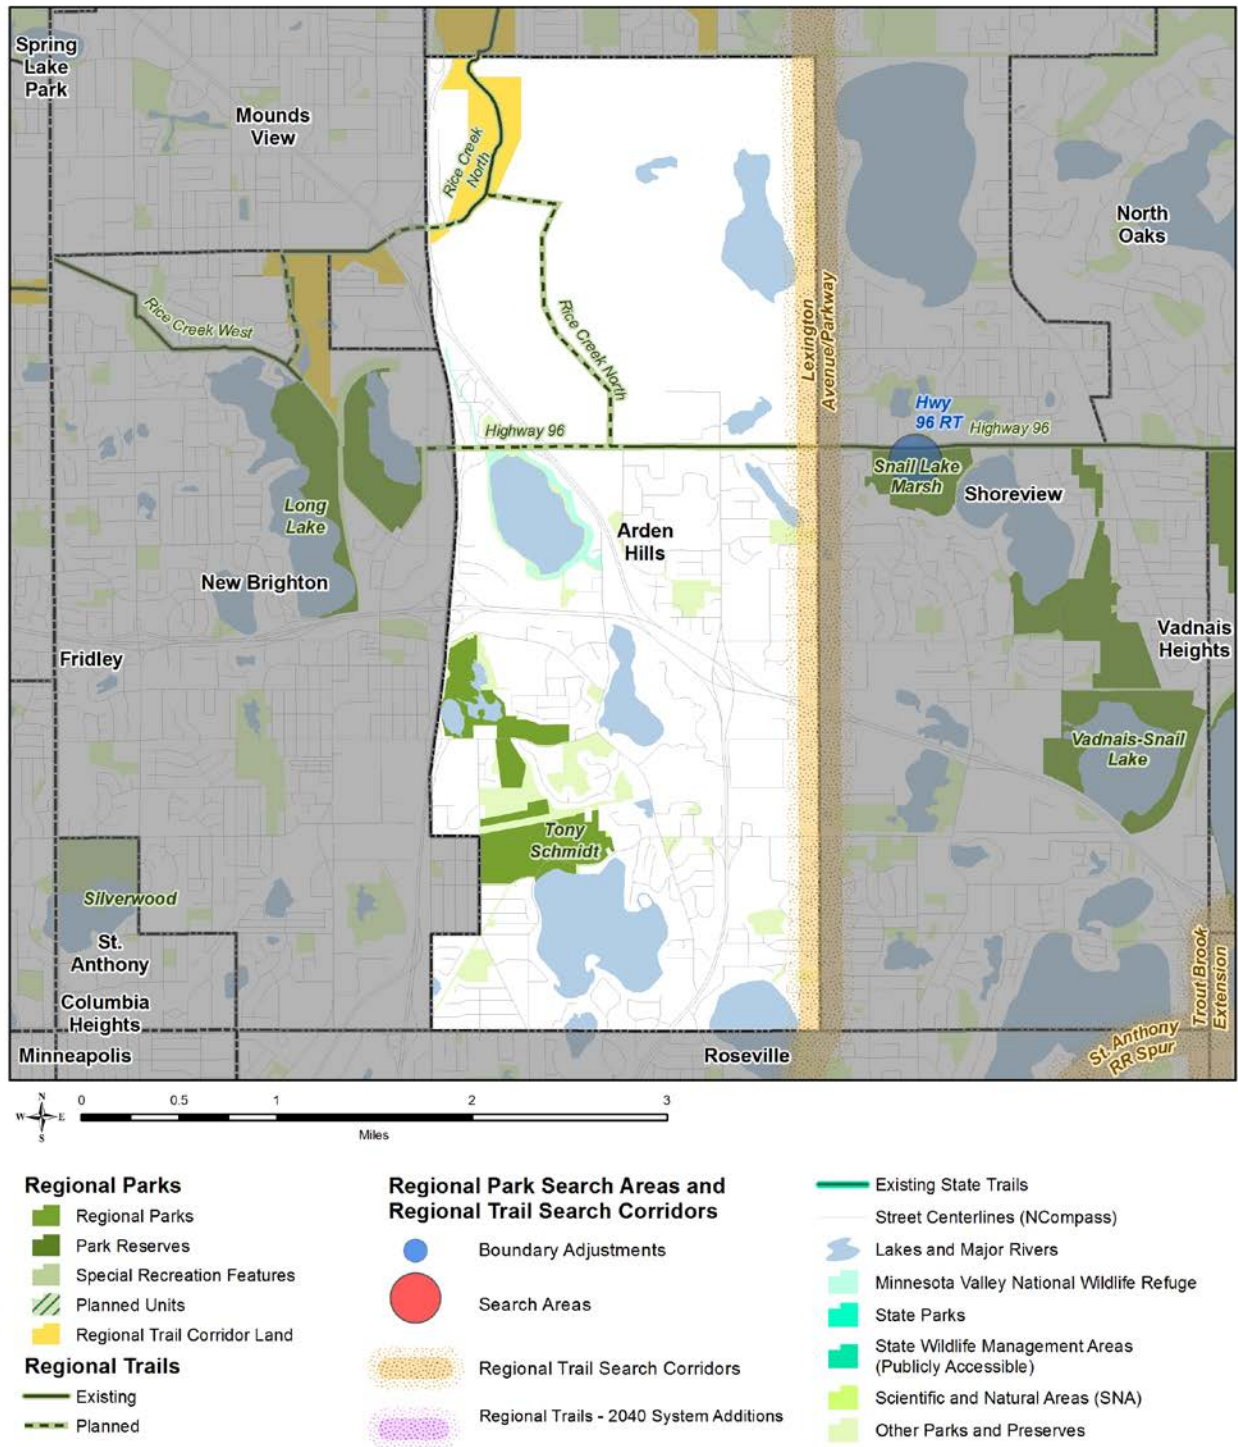 Spring
Lake
Park
Mounds
View
Rice Creek
North
North
Oaks
Rice Creek West
Rice Creek North
Lexington
Avenue/Parkway
Hwy
96 RT
Highway 96
Highway 96
Snail Lake
Marsh
Shoreview
Long
Lake
Arden
Hills
New Brighton
Fridley
Vadnais
Heights
Vadnais-Snail
Lake
Tony
Schmidt
Silverwood
St.
Anthony
Columbia
Heights
Trout Brook
Extension
St. Anthony
RR Spur
Minneapolis
Roseville
N
W E
S
0 0.5 1 2 3
Miles
Regional Parks
Regional Parks
Park Reserves
Special Recreation Features
Planned Units
Regional Trail Corridor Land
Regional Trails
Existing
Planned
Regional Park Search Areas and
Regional Trail Search Corridors
Boundary Adjustments
Search Areas
Regional Trail Search Corridors
Regional Trails - 2040 System Additions
Existing State Trails
Street Centerlines (NCompass)
Lakes and Major Rivers
Minnesota Valley National Wildlife Refuge
State Parks
State Wildlife Management Areas
(Publicly Accessible)
Scientific and Natural Areas (SNA)
Other Parks and Preserves